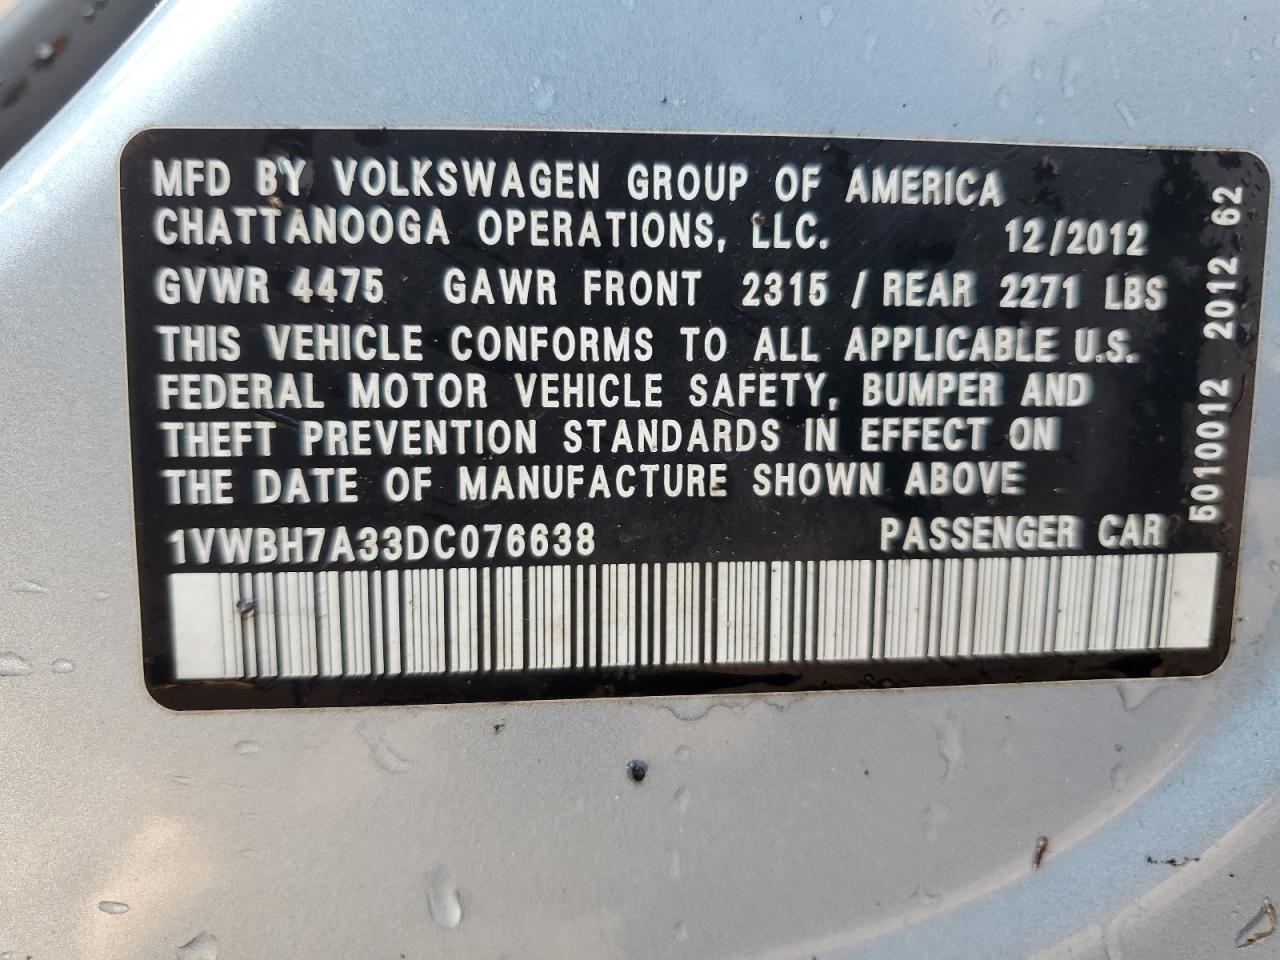 MFD BY VOLKSWAGEN GROUP OF AMERICA
CHATTANOOGA OPERATIONS, LLC. 12/2012
GVWR 4475 GAWR FRONT 2315 / REAR 2271 LBS
THIS VEHICLE CONFORMS TO ALL APPLICABLE U.S.
FEDERAL MOTOR VEHICLE SAFETY, BUMPER AND
THEFT PREVENTION STANDARDS IN EFFECT ON
THE DATE OF MANUFACTURE SHOWN ABOVE
1VWBH7A33DC076638 PASSENGER CAR
5010012 2012 62